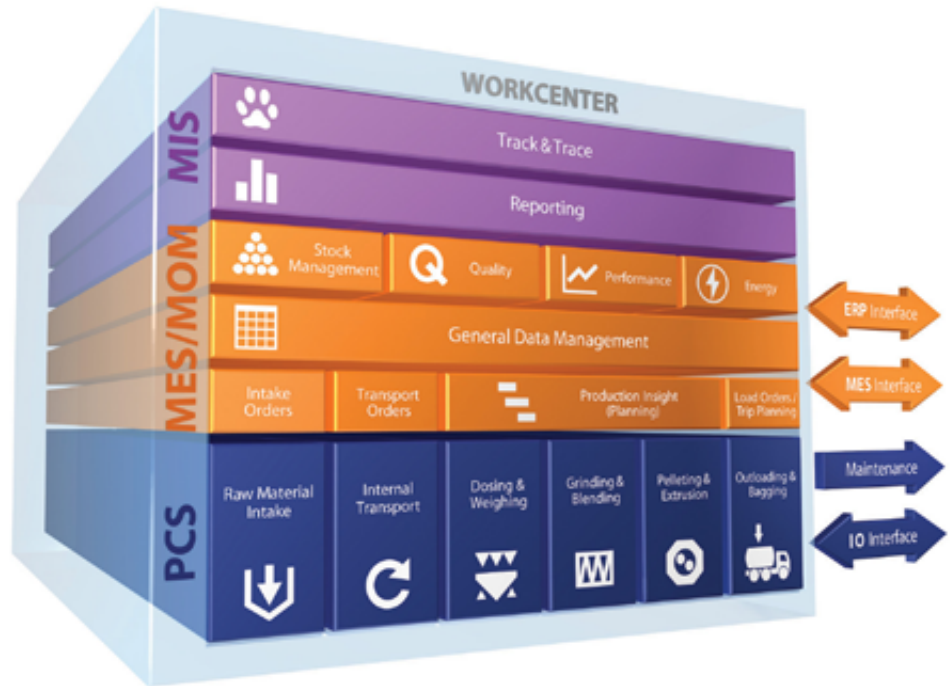 WORKCENTER
MIS
Track & Trace
Reporting
MES/MOM
Stock
Management
Quality
Performance
Energy
General Data Management
Intake
Orders
Transport
Orders
Production Insight
(Planning)
Load Orders /
Trip Planning
PCS
Raw Material
Intake
Internal
Transport
Dosing &
Weighing
Grinding &
Blending
Pelleting &
Extrusion
Outloading &
Bagging
ERP Interface
MES Interface
Maintenance
IO Interface